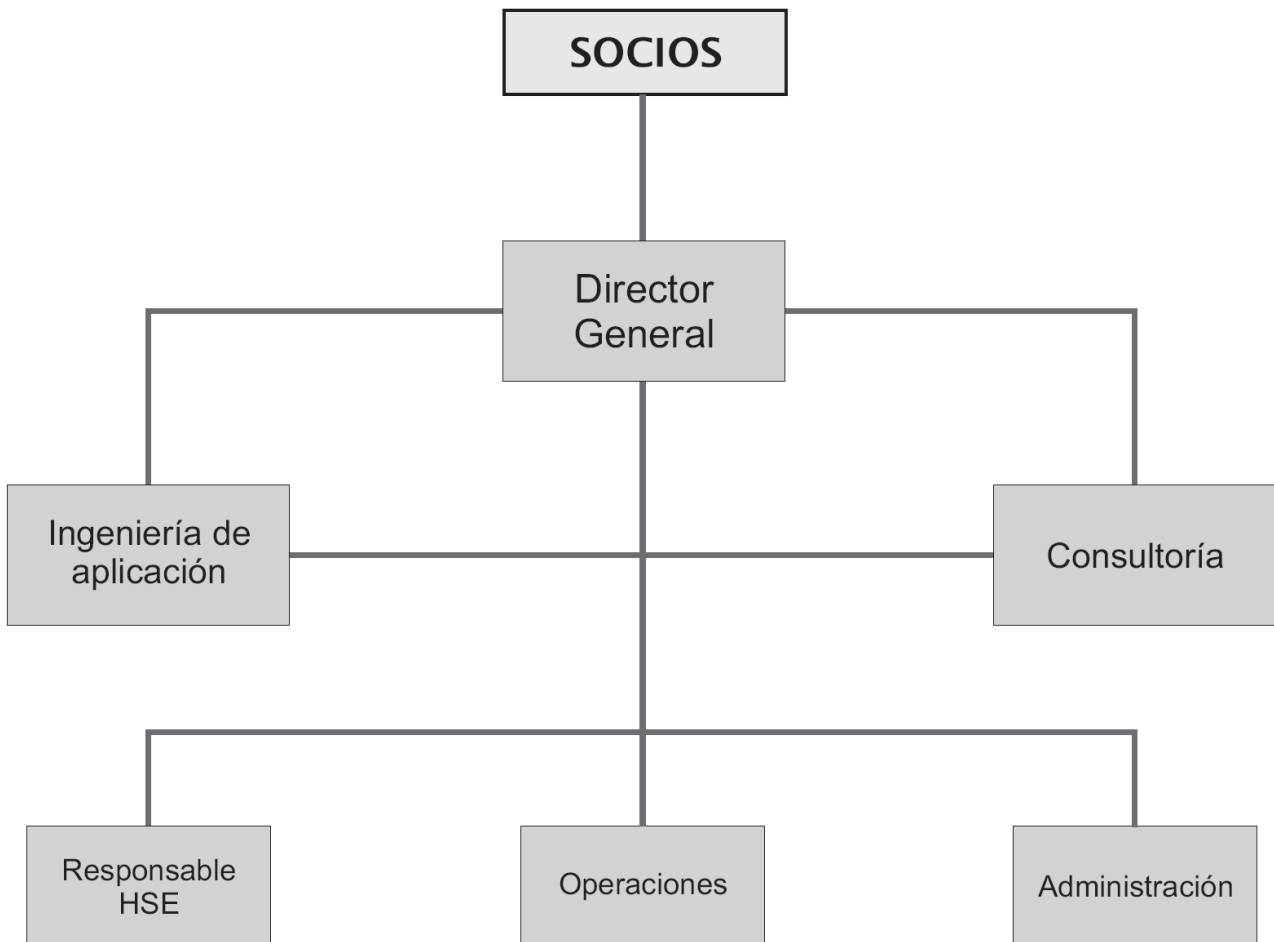 SOCIOS
Director
General
Ingeniería de
aplicación
Consultoría
Responsable
HSE
Operaciones
Administración